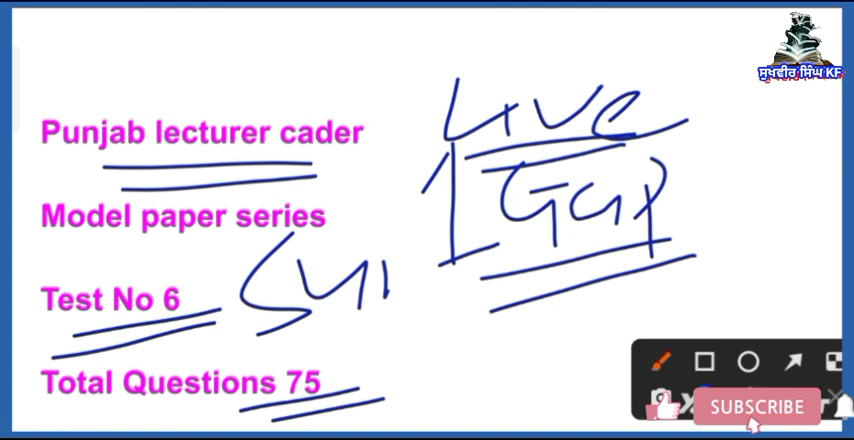 ਸੁਖਵੀਰ ਸਿੰਘ KF
Punjab lecturer cader
Live
Model paper series
Test No 6
Total Questions 75
SUBSCRIBE